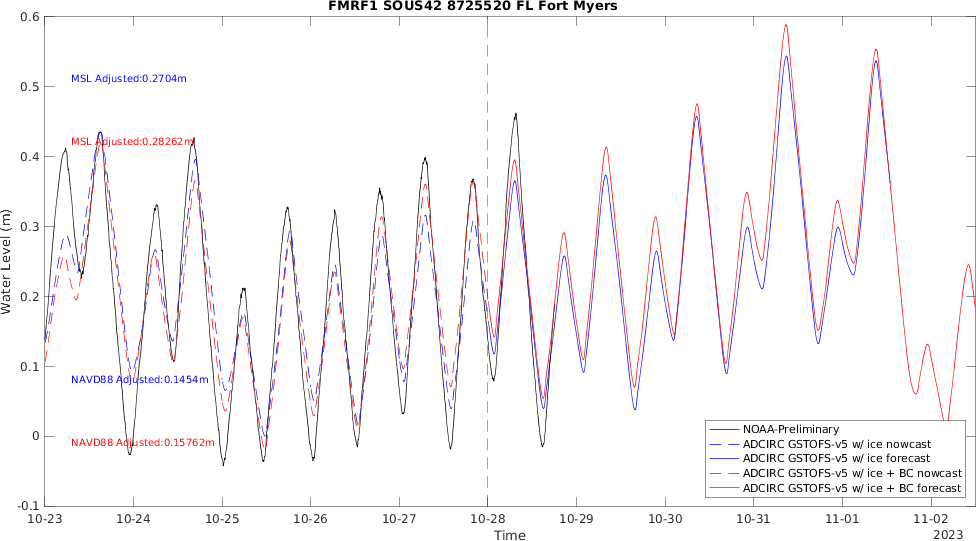 FMRF1 SOUS42 8725520 FL Fort Myers
0.6
0.5
0.4
0.3
0.2
0.1
0
-0.1
Water Level (m)
MSL Adjusted:0.2704m
MSL Adjusted:0.28262m
NAVD88 Adjusted:0.1454m
NAVD88 Adjusted:0.15762m
NOAA-Preliminary
ADCIRC GSTOFS-v5 w/ ice nowcast
ADCIRC GSTOFS-v5 w/ ice forecast
ADCIRC GSTOFS-v5 w/ ice + BC nowcast
ADCIRC GSTOFS-v5 w/ ice + BC forecast
10-23 10-24 10-25 10-26 10-27 10-28 10-29 10-30 10-31 11-01 11-02
Time
2023